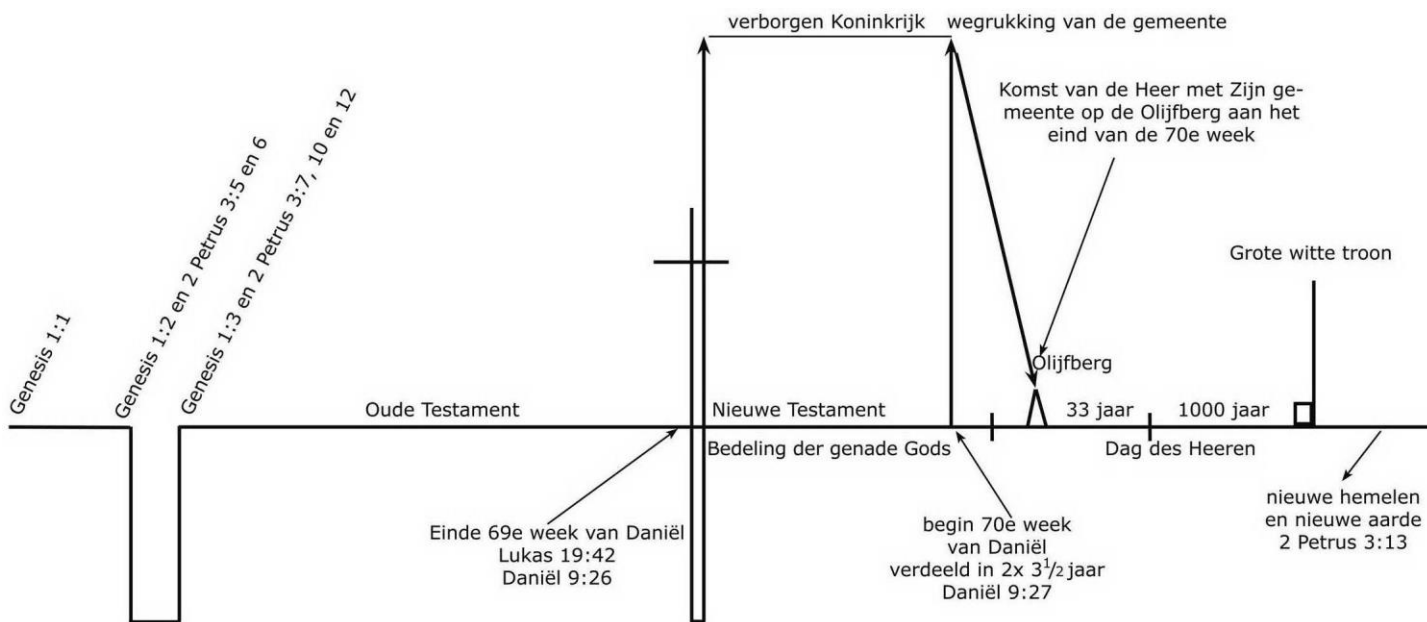 verborgen Koninkrijk
wegrukking van de gemeente
Komst van de Heer met Zijn ge-
meente op de Olijfberg aan het
eind van de 70e week
Genesis 1:1
Genesis 1:2 en 2 Petrus 3:5 en 6
Genesis 1:3 en 2 Petrus 3:7, 10 en 12
Grote witte troon
Olijfberg
Oude Testament
Nieuwe Testament
33 jaar
1000 jaar
Bedeling der genade Gods
Dag des Heeren
Einde 69e week van Daniël
Lukas 19:42
Daniël 9:26
begin 70e week
van Daniël
verdeeld in 2x 3 1/2 jaar
Daniël 9:27
nieuwe hemelen
en nieuwe aarde
2 Petrus 3:13